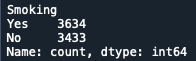 Smoking
Yes    3634
No     3433
Name: count, dtype: int64